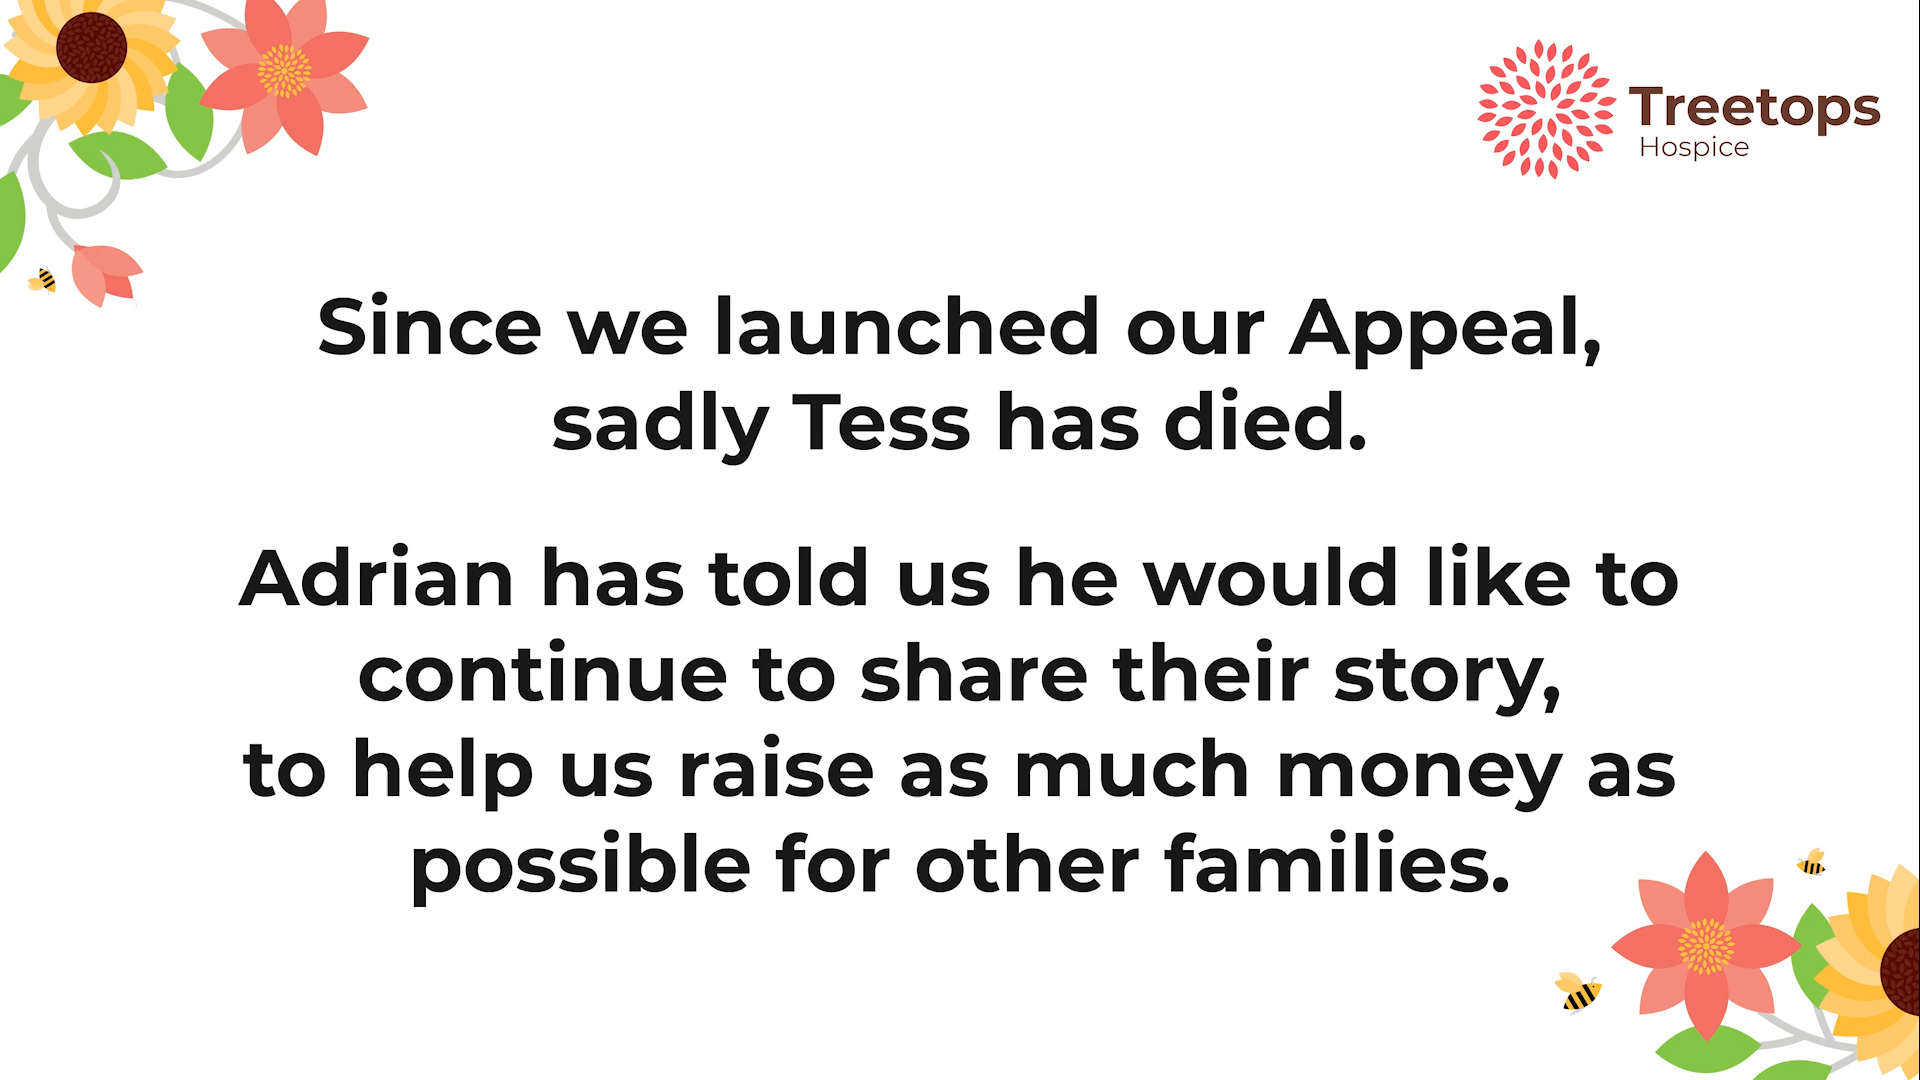 Treetops
Hospice
Since we launched our Appeal,
sadly Tess has died.
Adrian has told us he would like to
continue to share their story,
to help us raise as much money as
possible for other families.